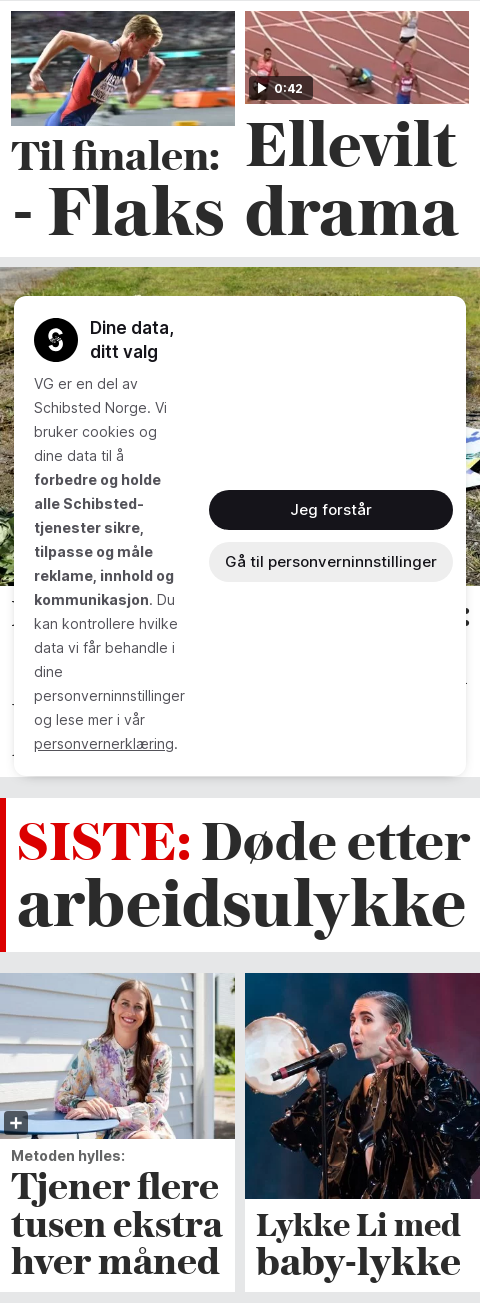 Til finalen:
- Flaks
0:42
Ellevilt
drama
Dine data,
ditt valg
VG er en del av
Schibsted Norge. Vi
bruker cookies og
dine data til å
forbedre og holde
alle Schibsted-
tjenester sikre,
tilpasse og måle
reklame, innhold og
kommunikasjon. Du
kan kontrollere hvilke
data vi får behandle i
dine
personverninnstillinger
og lese mer i vår
personvernerklæring.
Jeg forstår
Gå til personverninnstillinger
SISTE: Døde etter
arbeidsulykke
Metoden hylles:
Tjener flere
tusen ekstra
hver måned
Lykke Li med
baby-lykke